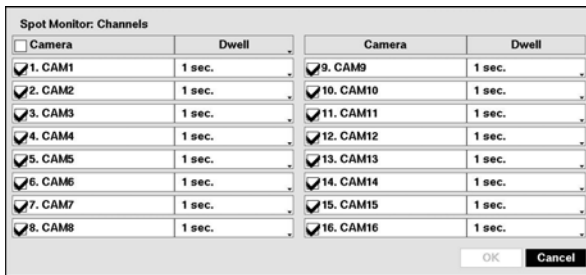 Spot Monitor: Channels
Camera Dwell Camera Dwell
1. CAM1 1 sec. 9. CAM9 1 sec.
2. CAM2 1 sec. 10. CAM10 1 sec.
3. CAM3 1 sec. 11. CAM11 1 sec.
4. CAM4 1 sec. 12. CAM12 1 sec.
5. CAM5 1 sec. 13. CAM13 1 sec.
6. CAM6 1 sec. 14. CAM14 1 sec.
7. CAM7 1 sec. 15. CAM15 1 sec.
8. CAM8 1 sec. 16. CAM16 1 sec.
OK Cancel